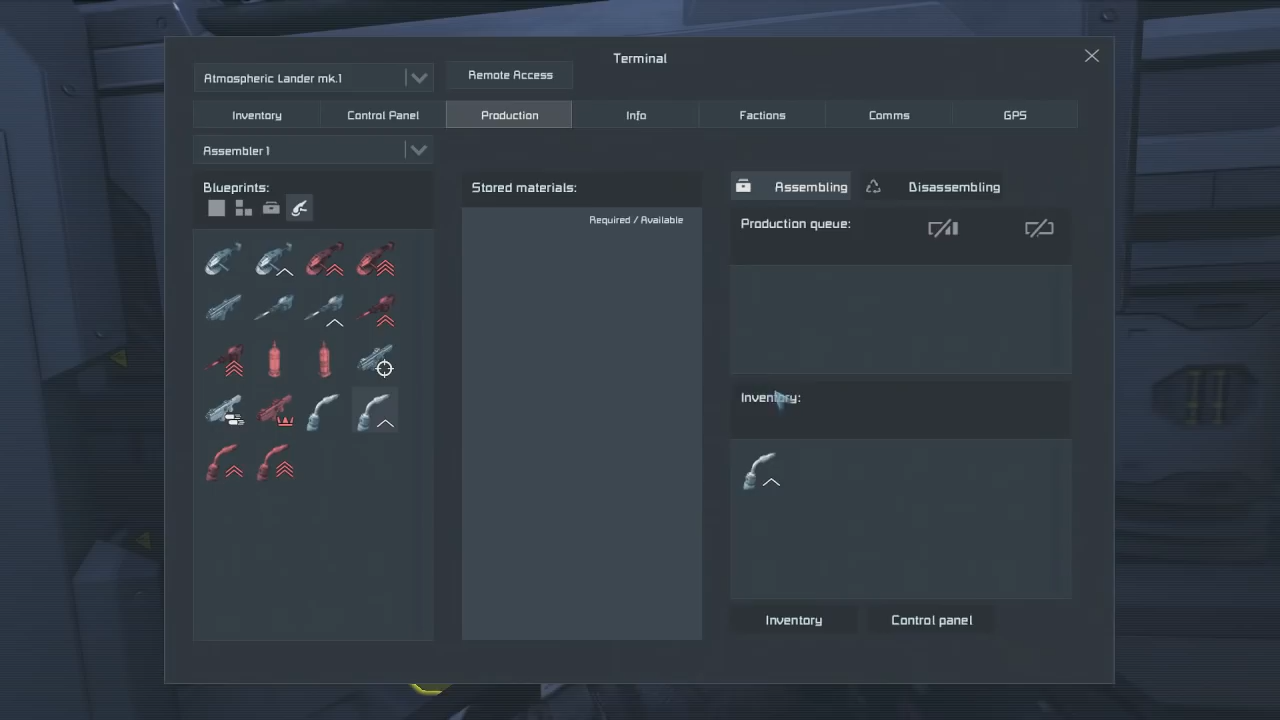 Terminal
Atmospheric Lander mk.1
Remote Access
Inventory
Control Panel
Production
Info
Factions
Comms
GPS
Assembler 1
Blueprints:
Stored materials:
Required / Available
Assembling
Disassembling
Production queue:
Inventory:
Inventory
Control panel